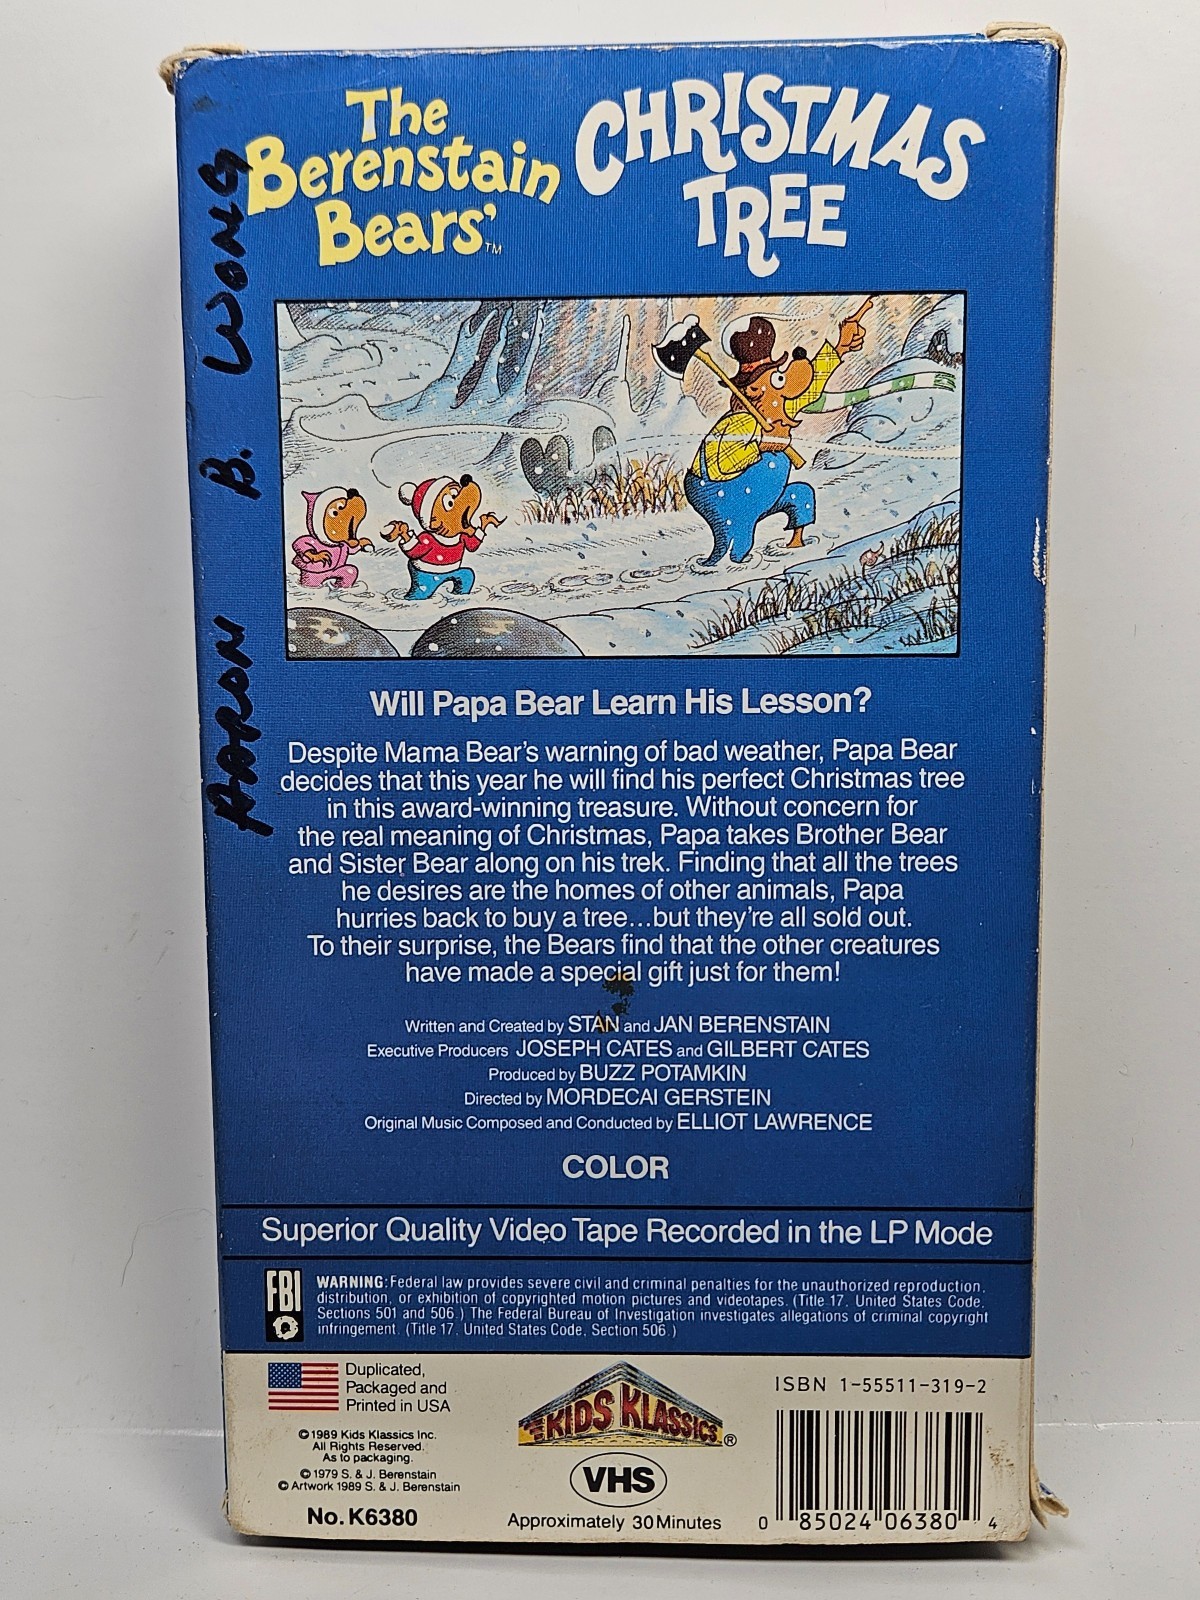 The
Berenstain
Bears'™
CHRISTMAS
TREE
AARON B. WONG
Will Papa Bear Learn His Lesson?
Despite Mama Bear's warning of bad weather, Papa Bear
decides that this year he will find his perfect Christmas tree
in this award-winning treasure. Without concern for
the real meaning of Christmas, Papa takes Brother Bear
and Sister Bear along on his trek. Finding that all the trees
he desires are the homes of other animals, Papa
hurries back to buy a tree...but they're all sold out.
To their surprise, the Bears find that the other creatures
have made a special gift just for them!
Written and Created by STAN and JAN BERENSTAIN
Executive Producers JOSEPH CATES and GILBERT CATES
Produced by BUZZ POTAMKIN
Directed by MORDECAI GERSTEIN
Original Music Composed and Conducted by ELLIOT LAWRENCE
COLOR
Superior Quality Video Tape Recorded in the LP Mode
FBI
WARNING: Federal law provides severe civil and criminal penalties for the unauthorized reproduction,
distribution, or exhibition of copyrighted motion pictures and videotapes. (Title 17, United States Code,
Sections 501 and 506.) The Federal Bureau of Investigation investigates allegations of criminal copyright
infringement. (Title 17, United States Code, Section 506.)
Duplicated,
Packaged and
Printed in USA
©1989 Kids Klassics Inc.
All Rights Reserved.
As to packaging.
© 1979 S. & J. Berenstain
© Artwork 1989 S. & J. Berenstain
No. K6380
KIDS KLASSICS®
VHS
Approximately 30 Minutes
ISBN 1-55511-319-2
0 85024 06380 4